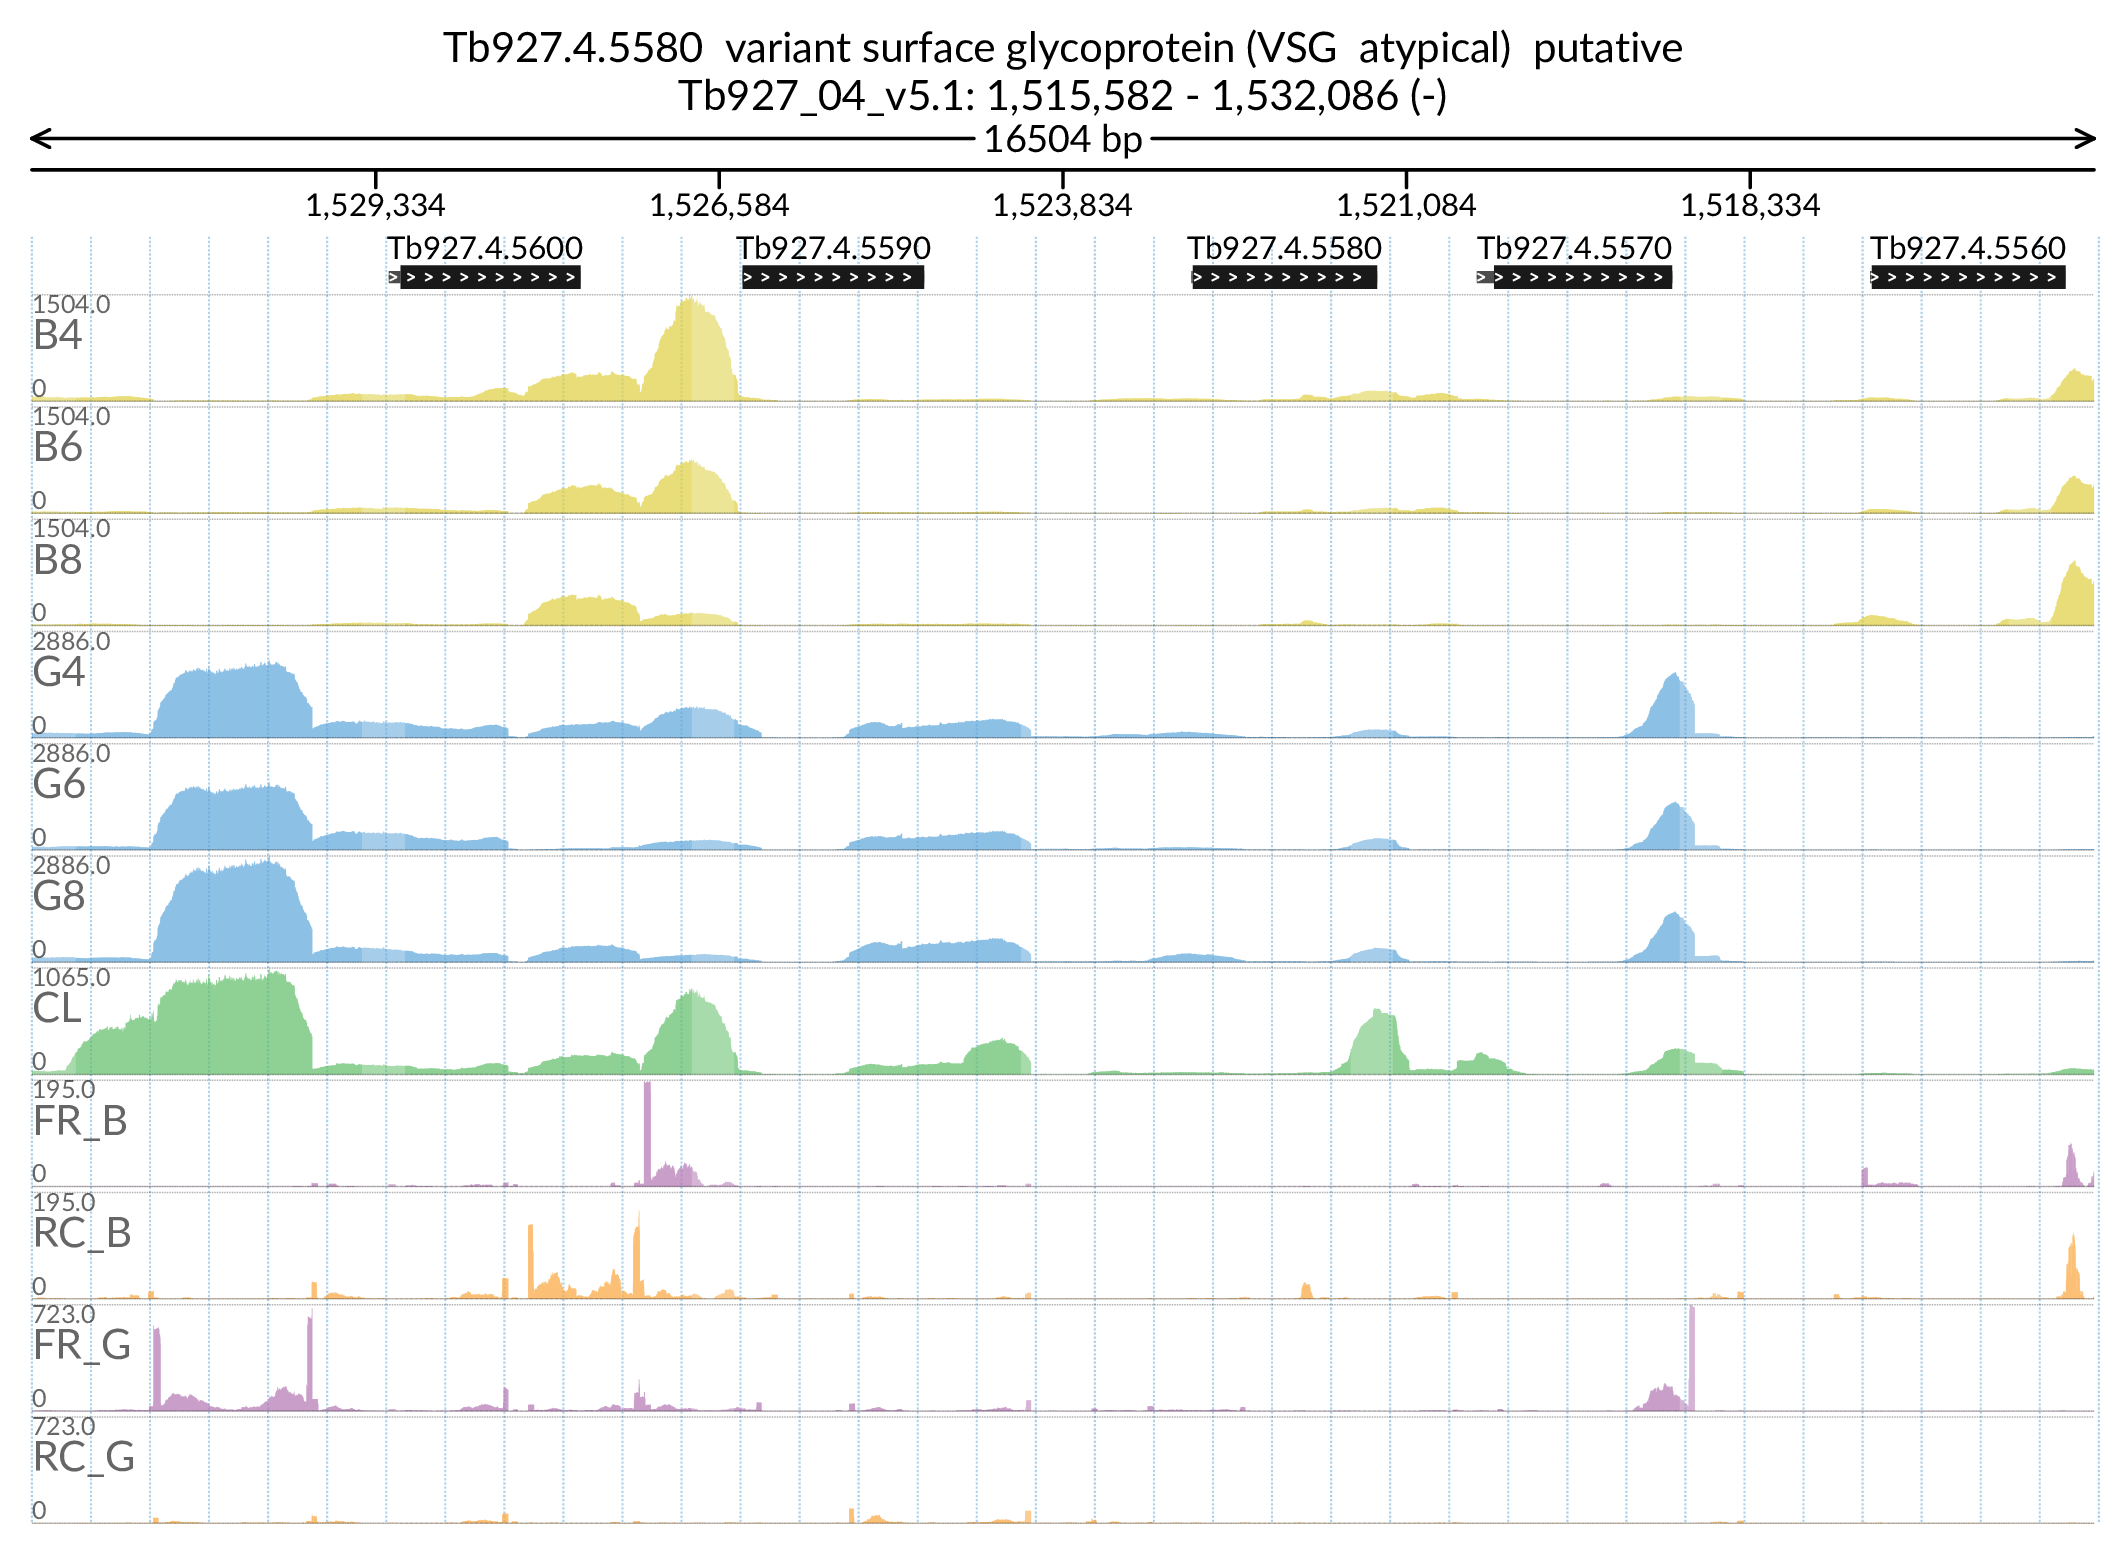 Tb927.4.5580 variant surface glycoprotein (VSG atypical) putative
Tb927_04_v5.1: 1,515,582 - 1,532,086 (-)
16504 bp
1,529,334 1,526,584 1,523,834 1,521,084 1,518,334
Tb927.4.5600 Tb927.4.5590 Tb927.4.5580 Tb927.4.5570 Tb927.4.5560
1504.0
B4
0
1504.0
B6
0
1504.0
B8
0
2886.0
G4
0
2886.0
G6
0
2886.0
G8
0
1065.0
CL
0
195.0
FR_B
0
195.0
RC_B
0
723.0
FR_G
0
723.0
RC_G
0